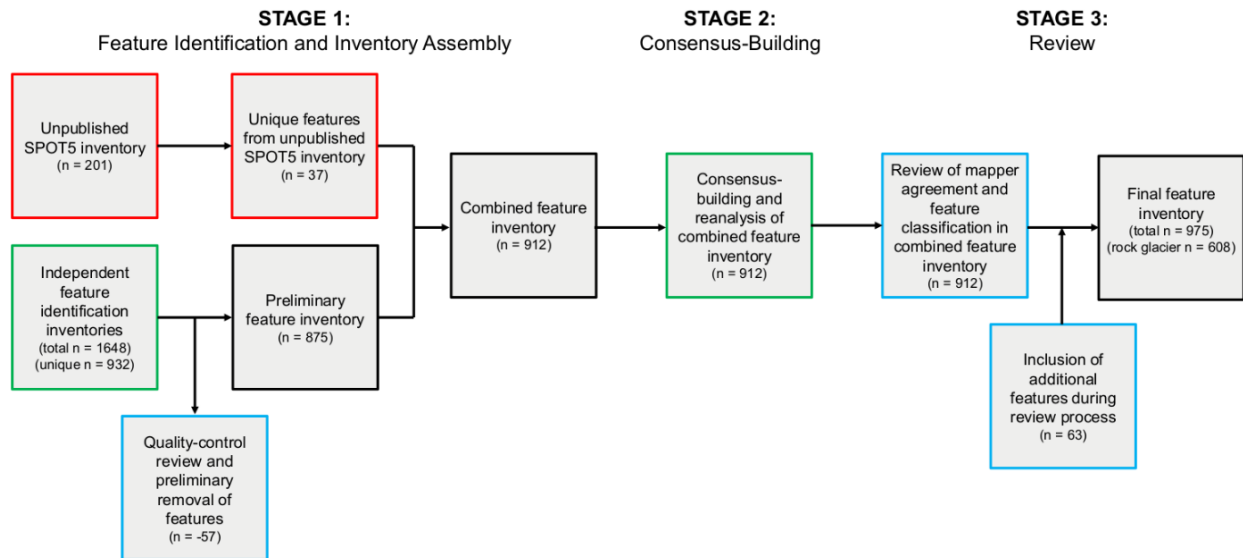 STAGE 1:
Feature Identification and Inventory Assembly
STAGE 2:
Consensus-Building
STAGE 3:
Review
Unpublished
SPOT5 inventory
(n = 201)
Unique features
from unpublished
SPOT5 inventory
(n = 37)
Independent
feature
identification
inventories
(total n = 1648)
(unique n = 932)
Preliminary
feature inventory
(n = 875)
Quality-control
review and
preliminary
removal of
features
(n = -57)
Combined feature
inventory
(n = 912)
Consensus-
building and
reanalysis of
combined feature
inventory
(n = 912)
Review of mapper
agreement and
feature
classification in
combined feature
inventory
(n = 912)
Inclusion of
additional
features during
review process
(n = 63)
Final feature
inventory
(total n = 975)
(rock glacier n = 608)